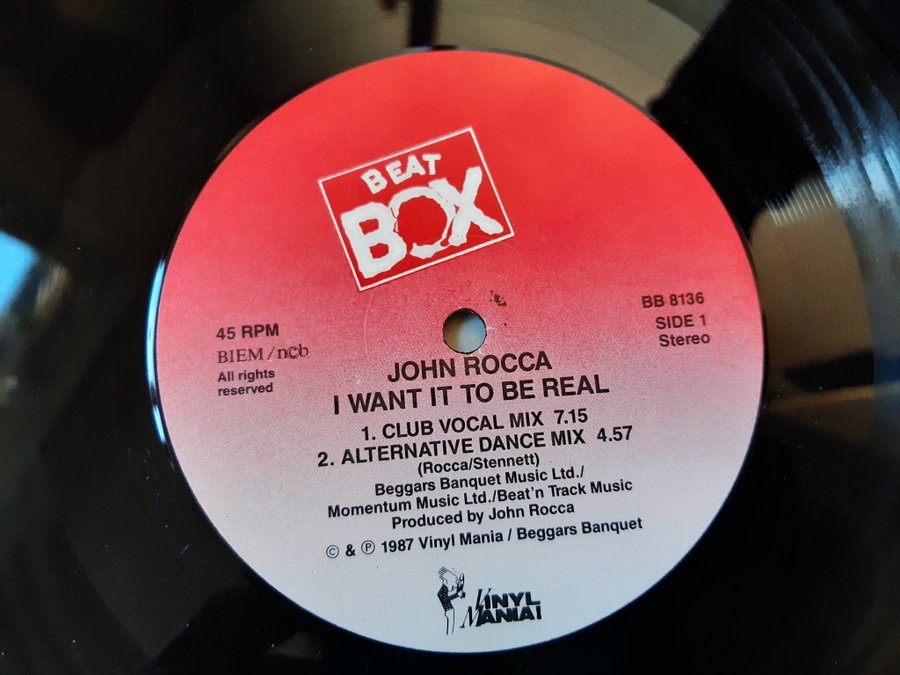 BEAT
BOX
45 RPM
BIEM/ncb
All rights
reserved
BB 8136
SIDE 1
Stereo
JOHN ROCCA
I WANT IT TO BE REAL
1. CLUB VOCAL MIX 7.15
2. ALTERNATIVE DANCE MIX 4.57
(Rocca/Stennett)
Beggars Banquet Music Ltd./
Momentum Music Ltd./Beat'n Track Music
Produced by John Rocca
© & ℗ 1987 Vinyl Mania / Beggars Banquet
VINYL
MANIA!